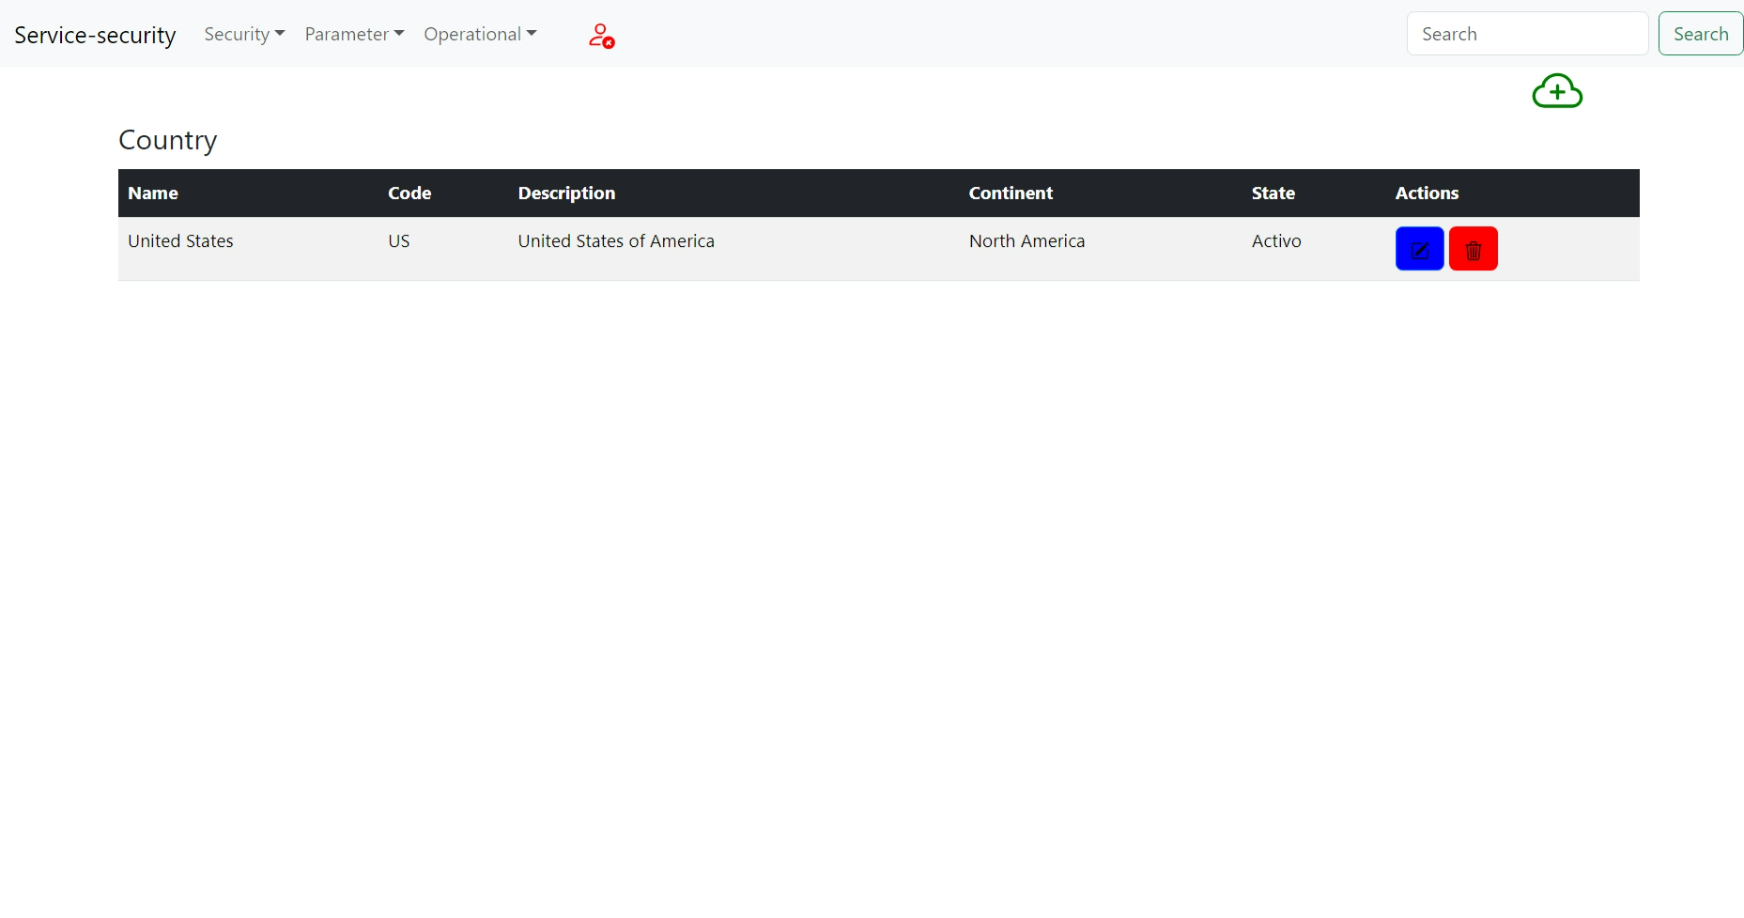 Service-security Security Parameter Operational Search Search
Country
Name Code Description Continent State Actions
United States US United States of America North America Activo